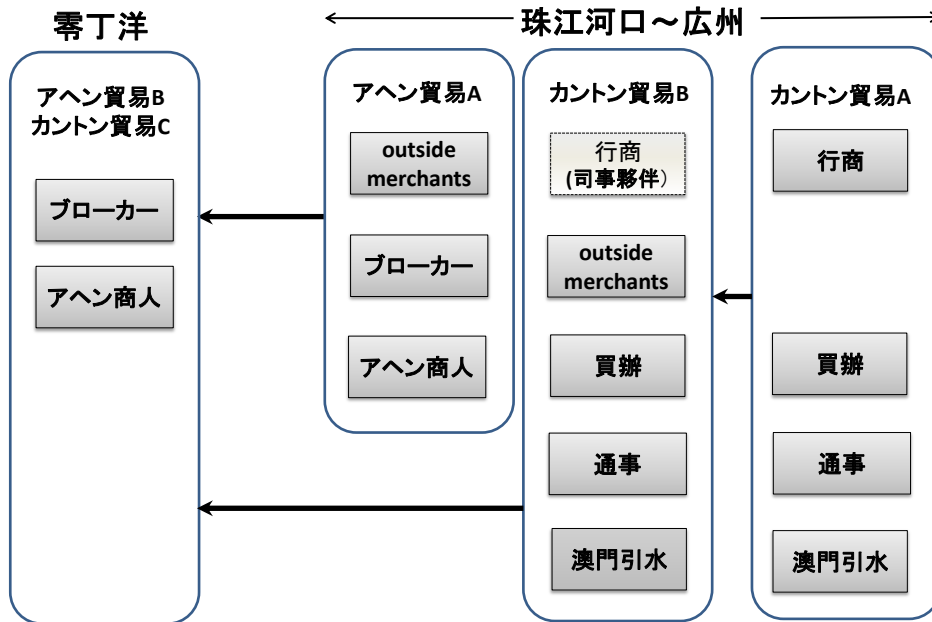 零丁洋
珠江河口～広州
アヘン貿易B
カントン貿易C
ブローカー
アヘン商人
アヘン貿易A
outside
merchants
ブローカー
アヘン商人
カントン貿易B
行商
(司事夥伴）
outside
merchants
買辦
通事
澳門引水
カントン貿易A
行商
買辦
通事
澳門引水